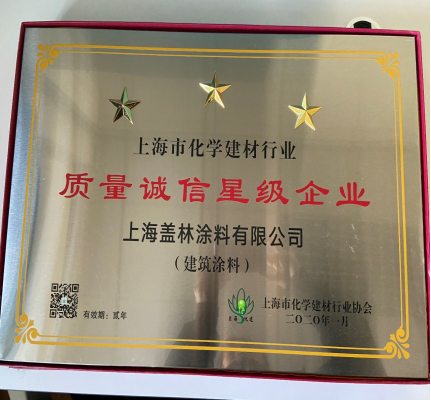 上海市化学建材行业
质量诚信星级企业
上海盖林涂料有限公司
（建筑涂料）
有效期：贰年
上海市化学建材行业协会
二〇二〇年一月